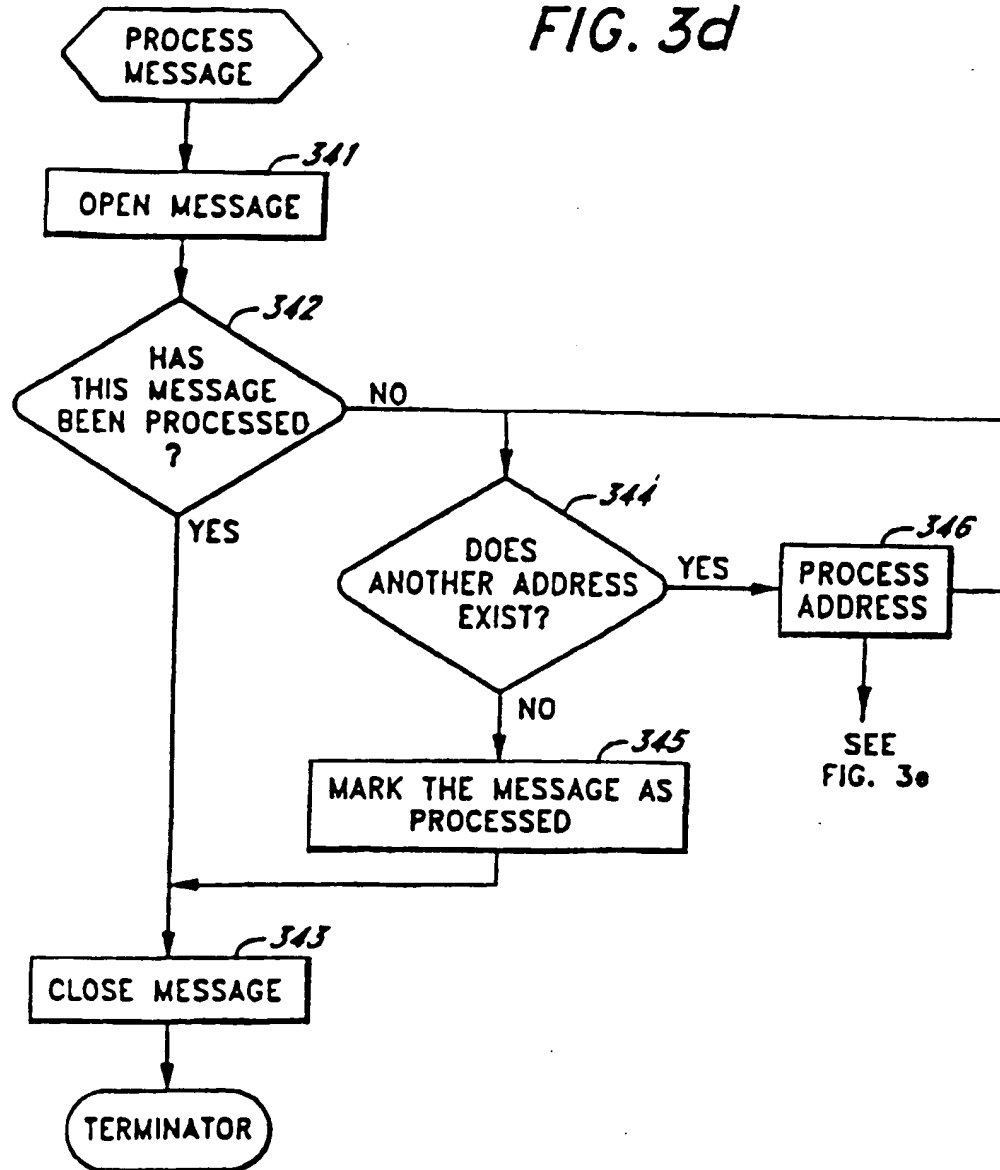 FIG. 3d
PROCESS
MESSAGE
341
OPEN MESSAGE
342
HAS
THIS MESSAGE
BEEN PROCESSED
?
NO
YES
344
DOES
ANOTHER ADDRESS
EXIST?
YES
346
PROCESS
ADDRESS
NO
SEE
FIG. 3e
345
MARK THE MESSAGE AS
PROCESSED
343
CLOSE MESSAGE
TERMINATOR